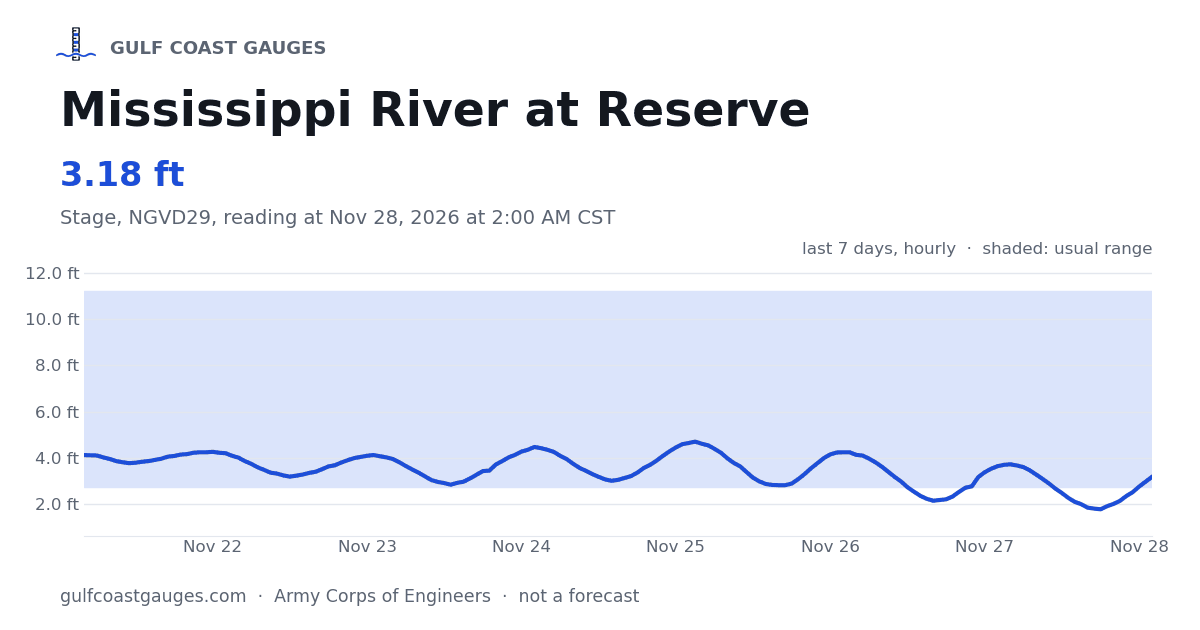 GULF COAST GAUGES
Mississippi River at Reserve
3.18 ft
Stage, NGVD29, reading at Nov 28, 2026 at 2:00 AM CST
last 7 days, hourly · shaded: usual range
12.0 ft
10.0 ft
8.0 ft
6.0 ft
4.0 ft
2.0 ft
Nov 22 Nov 23 Nov 24 Nov 25 Nov 26 Nov 27 Nov 28
gulfcoastgauges.com · Army Corps of Engineers · not a forecast